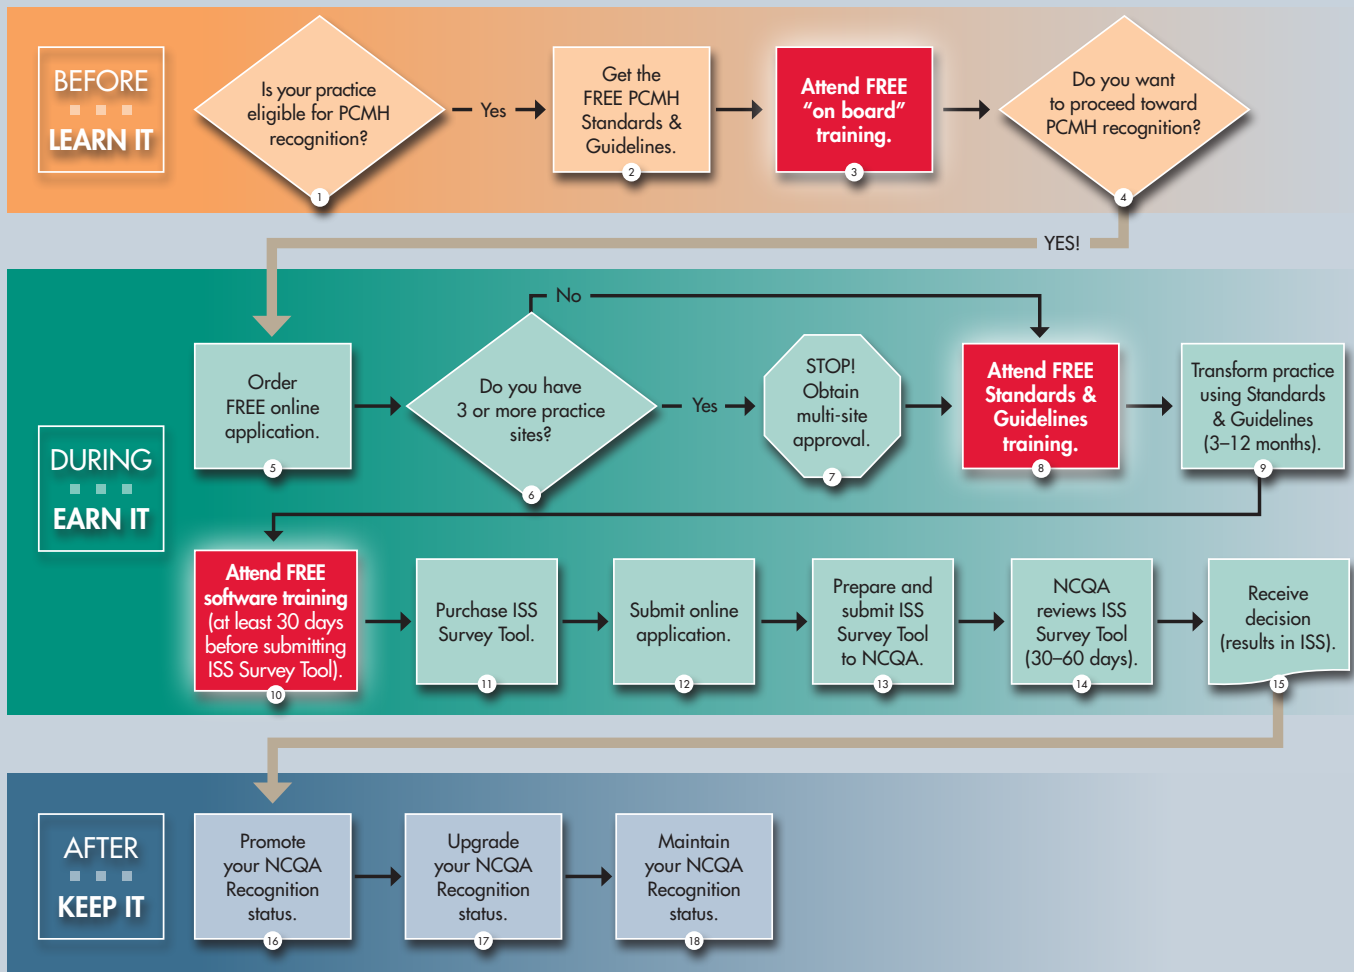 BEFORE
LEARN IT
Is your practice
eligible for PCMH
recognition?
1
Yes
Get the
FREE PCMH
Standards &
Guidelines.
2
Attend FREE
“on board”
training.
3
Do you want
to proceed toward
PCMH recognition?
4
YES!
DURING
EARN IT
Order
FREE online
application.
5
Do you have
3 or more practice
sites?
6
No
Yes
STOP!
Obtain
multi-site
approval.
7
Attend FREE
Standards &
Guidelines
training.
8
Transform practice
using Standards
& Guidelines
(3–12 months).
9
Attend FREE
software training
(at least 30 days
before submitting
ISS Survey Tool).
10
Purchase ISS
Survey Tool.
11
Submit online
application.
12
Prepare and
submit ISS
Survey Tool
to NCQA.
13
NCQA
reviews ISS
Survey Tool
(30–60 days).
14
Receive
decision
(results in ISS).
15
AFTER
KEEP IT
Promote
your NCQA
Recognition
status.
16
Upgrade
your NCQA
Recognition
status.
17
Maintain
your NCQA
Recognition
status.
18